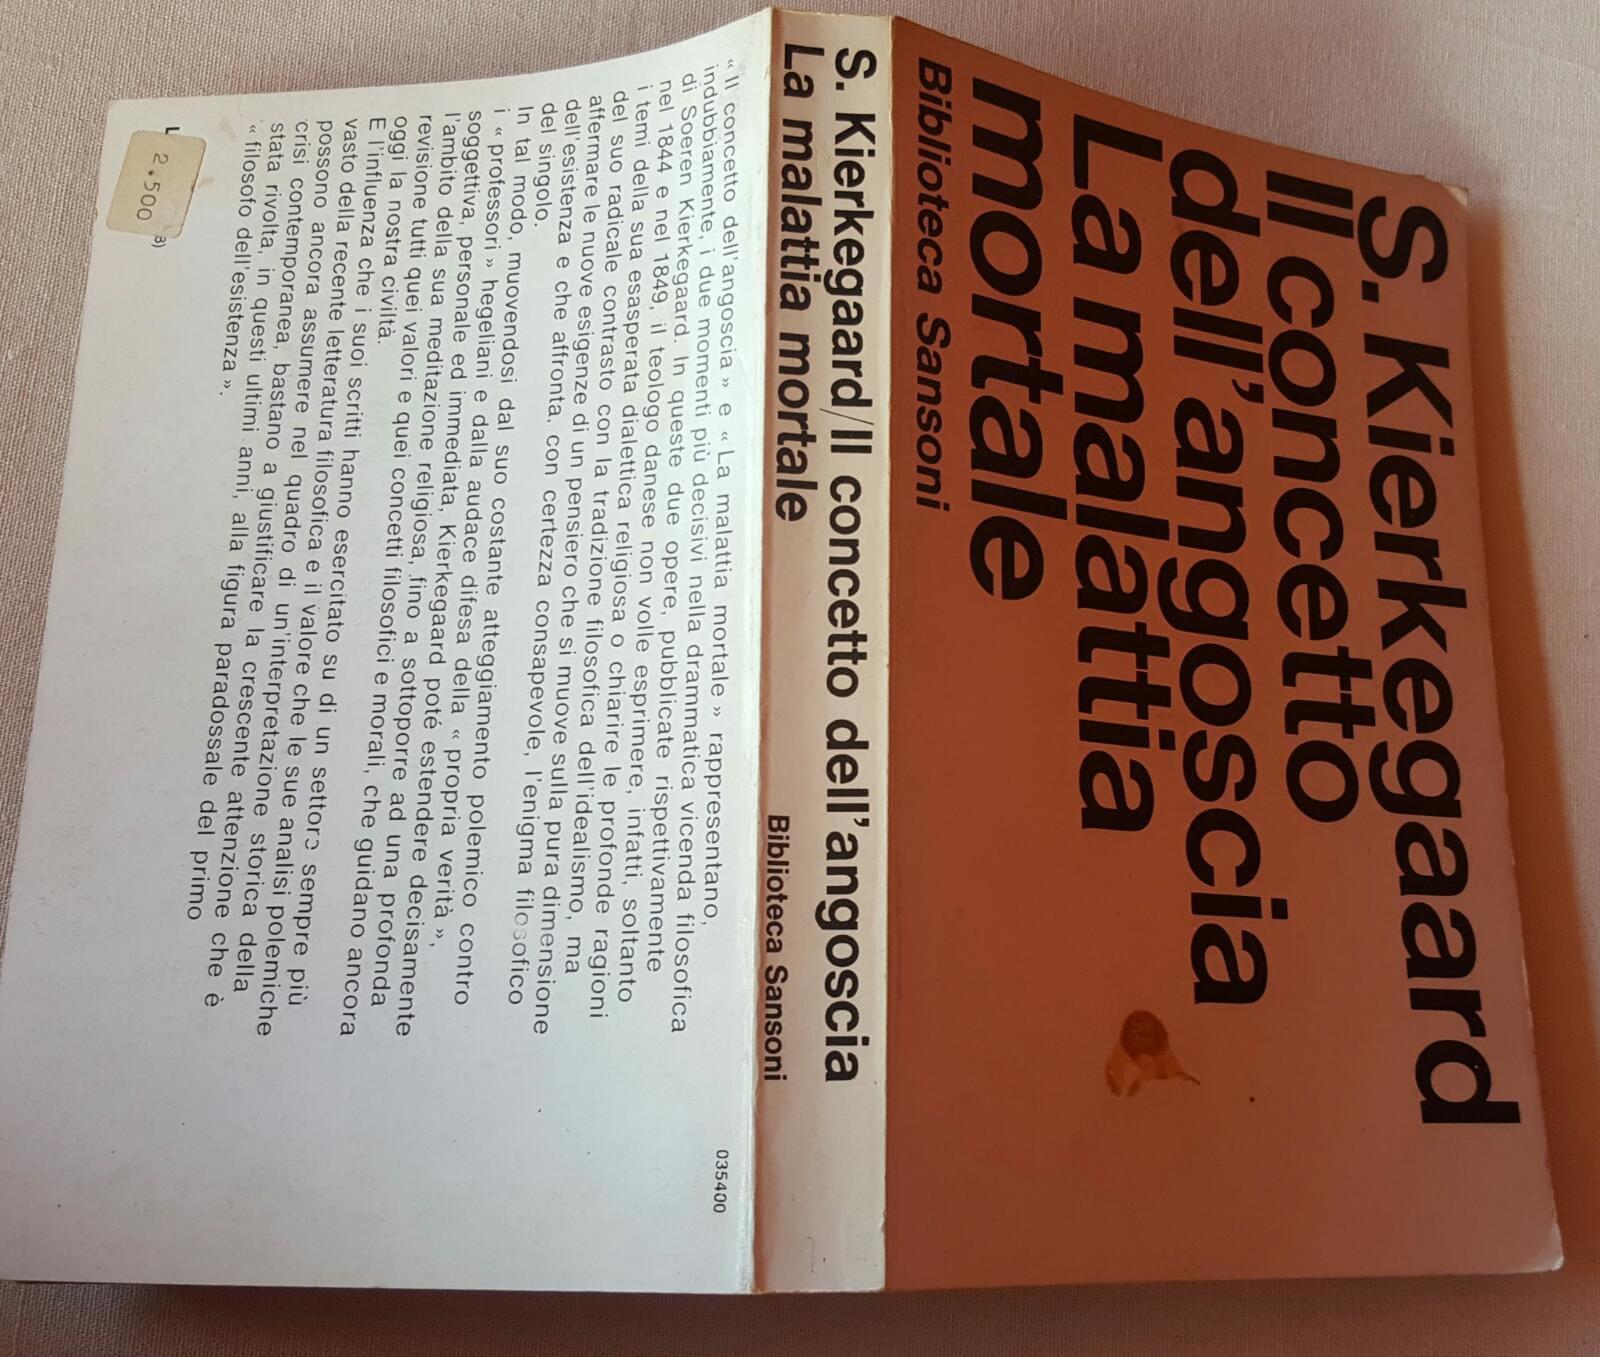 S. Kierkegaard
Il concetto
dell'angoscia
La malattia
mortale
Biblioteca Sansoni
S. Kierkegaard/Il concetto dell'angoscia
La malattia mortale
Biblioteca Sansoni
035400
« Il concetto dell'angoscia » e « La malattia mortale » rappresentano,
indubbiamente, i due momenti più decisivi nella drammatica vicenda filosofica
di Soeren Kierkegaard. In queste due opere, pubblicate rispettivamente
nel 1844 e nel 1849, il teologo danese non volle esprimere, infatti, soltanto
i temi della sua esasperata dialettica religiosa o chiarire le profonde ragioni
del suo radicale contrasto con la tradizione filosofica dell'idealismo, ma
affermare le nuove esigenze di un pensiero che si muove sulla pura dimensione
dell'esistenza e che affronta, con certezza consapevole, l'enigma filosofico
del singolo.
In tal modo, muovendosi dal suo costante atteggiamento polemico contro
i « professori » hegeliani e dalla audace difesa della « propria verità »,
soggettiva, personale ed immediata, Kierkegaard poté estendere decisamente
l'ambito della sua meditazione religiosa, fino a sottoporre ad una profonda
revisione tutti quei valori e quei concetti filosofici e morali, che guidano ancora
oggi la nostra civiltà.
E l'influenza che i suoi scritti hanno esercitato su di un settore sempre più
vasto della recente letteratura filosofica e il valore che le sue analisi polemiche
possono ancora assumere nel quadro di un'interpretazione storica della
crisi contemporanea, bastano a giustificare la crescente attenzione che è
stata rivolta, in questi ultimi anni, alla figura paradossale del primo
« filosofo dell'esistenza ».
L
2.500